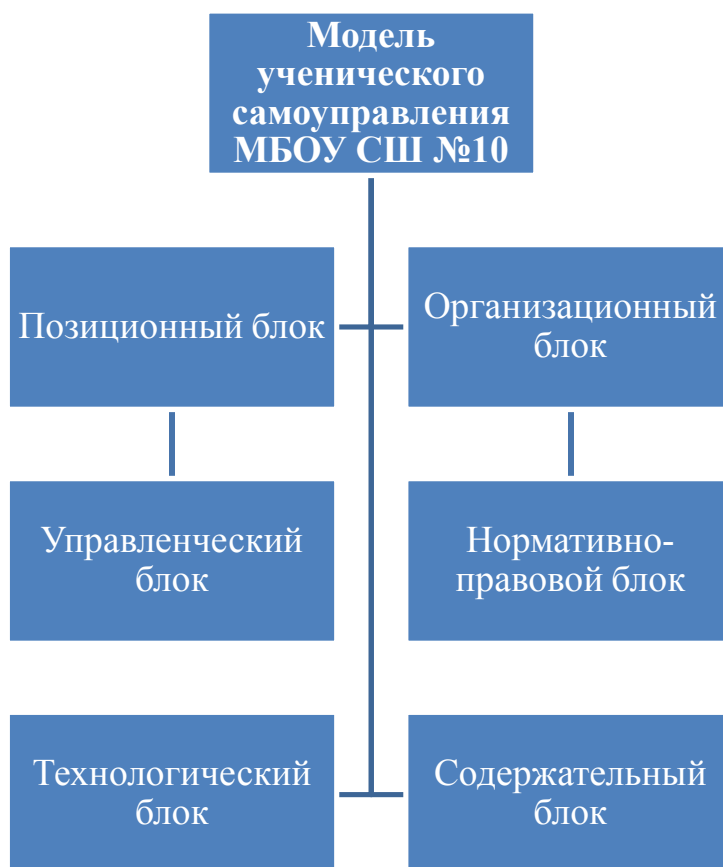 Модель
ученического
самоуправления
МБОУ СШ №10
Позиционный блок
Организационный
блок
Управленческий
блок
Нормативно-
правовой блок
Технологический
блок
Содержательный
блок